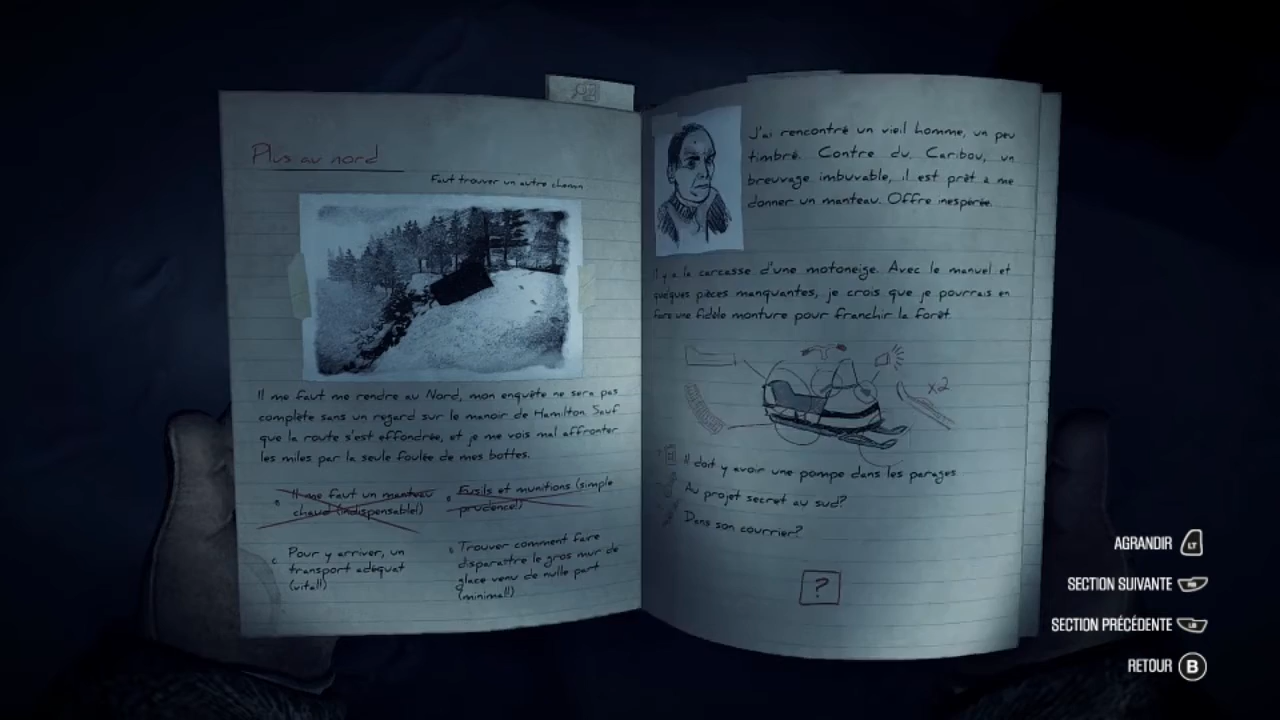 Plus au nord
Faut trouver un autre chemin
Il me faut me rendre au Nord, mon enquête ne sera pas
complète sans un regard sur le manoir de Hamilton. Sauf
que la route s'est effondrée, et je me vois mal affronter
les miles par la seule foulée de mes bottes.
Il me faut un manteau
chaud (indispensable!)
Fusils et munitions (simple
prudence!)
Pour y arriver, un
transport adéquat
(vital!)
Trouver comment faire
disparaître le gros mur de
glace venu de nulle part
(minimal!)
J'ai rencontré un vieil homme, un peu
timbré. Contre du Caribou, un
breuvage imbuvable, il est prêt à me
donner un manteau. Offre inespérée.
Il y a la carcasse d'une motoneige. Avec le manuel et
quelques pièces manquantes, je crois que je pourrais en
faire une fidèle monture pour franchir la forêt
x2
Il doit y avoir une pompe dans les parages
Au projet secret au sud?
Dans son courrier?
?
AGRANDIR LT
SECTION SUIVANTE RB
SECTION PRÉCÉDENTE LB
RETOUR B